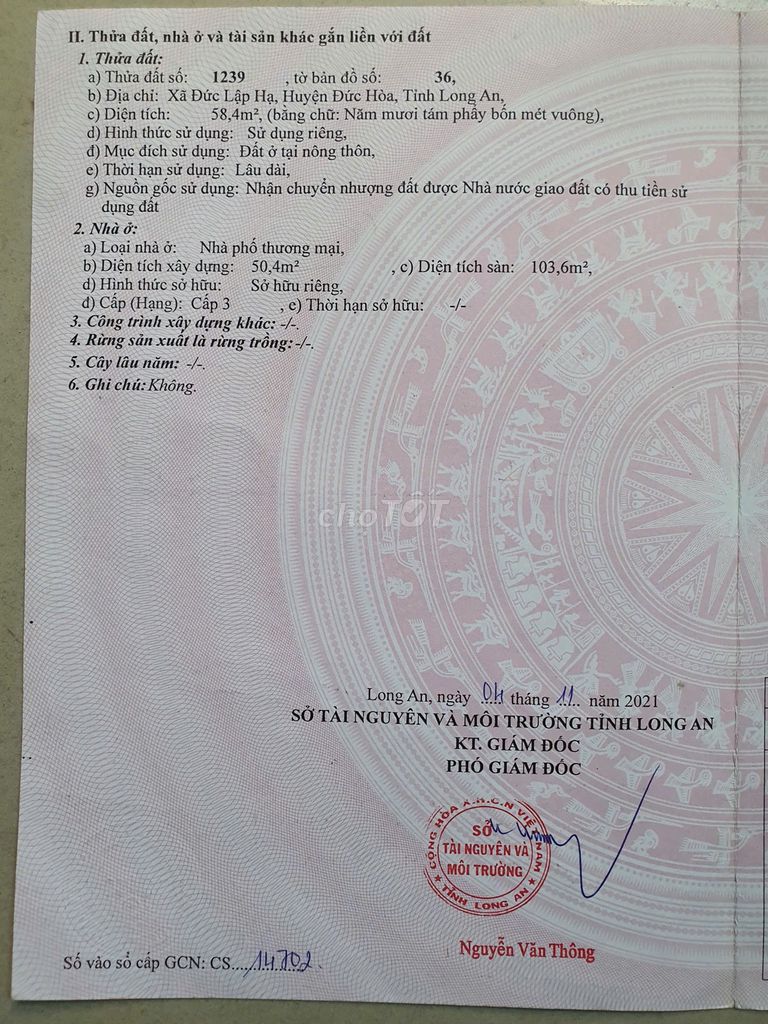 II. Thửa đất, nhà ở và tài sản khác gắn liền với đất
1. Thửa đất:
a) Thửa đất số: 1239 , tờ bản đồ số: 36,
b) Địa chỉ: Xã Đức Lập Hạ, Huyện Đức Hòa, Tỉnh Long An,
c) Diện tích: 58,4m², (bằng chữ: Năm mươi tám phẩy bốn mét vuông),
d) Hình thức sử dụng: Sử dụng riêng,
đ) Mục đích sử dụng: Đất ở tại nông thôn,
e) Thời hạn sử dụng: Lâu dài,
g) Nguồn gốc sử dụng: Nhận chuyển nhượng đất được Nhà nước giao đất có thu tiền sử
dụng đất
2. Nhà ở:
a) Loại nhà ở: Nhà phố thương mại,
b) Diện tích xây dựng: 50,4m² , c) Diện tích sàn: 103,6m²,
d) Hình thức sở hữu: Sở hữu riêng,
đ) Cấp (Hạng): Cấp 3 , e) Thời hạn sở hữu: -/-
3. Công trình xây dựng khác: -/-.
4. Rừng sản xuất là rừng trồng: -/-.
5. Cây lâu năm: -/-.
6. Ghi chú: Không.
choTỐT
Long An, ngày 04 tháng 11 năm 2021
SỞ TÀI NGUYÊN VÀ MÔI TRƯỜNG TỈNH LONG AN
KT. GIÁM ĐỐC
PHÓ GIÁM ĐỐC
CỘNG HÒA X.H.C.N VIỆT NAM
SỞ
TÀI NGUYÊN VÀ
MÔI TRƯỜNG
★ TỈNH LONG AN ★
Nguyễn Văn Thông
Số vào sổ cấp GCN: CS....14702.